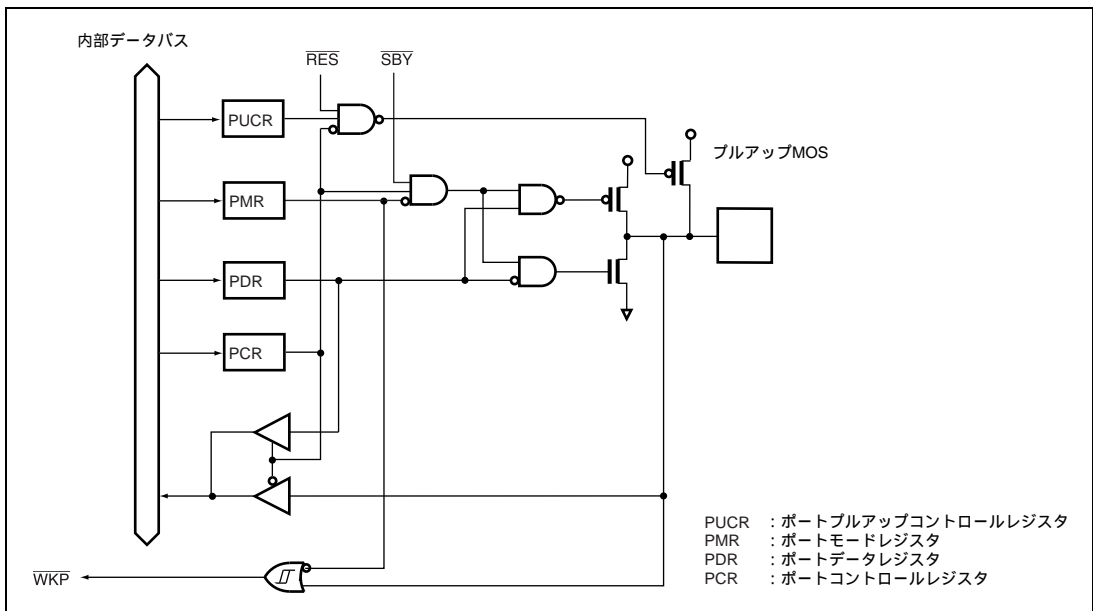 内部データバス
RES
SBY
PUCR
プルアップMOS
PMR
PDR
PCR
PUCR :ポートプルアップコントロールレジスタ
PMR :ポートモードレジスタ
PDR :ポートデータレジスタ
PCR :ポートコントロールレジスタ
WKP